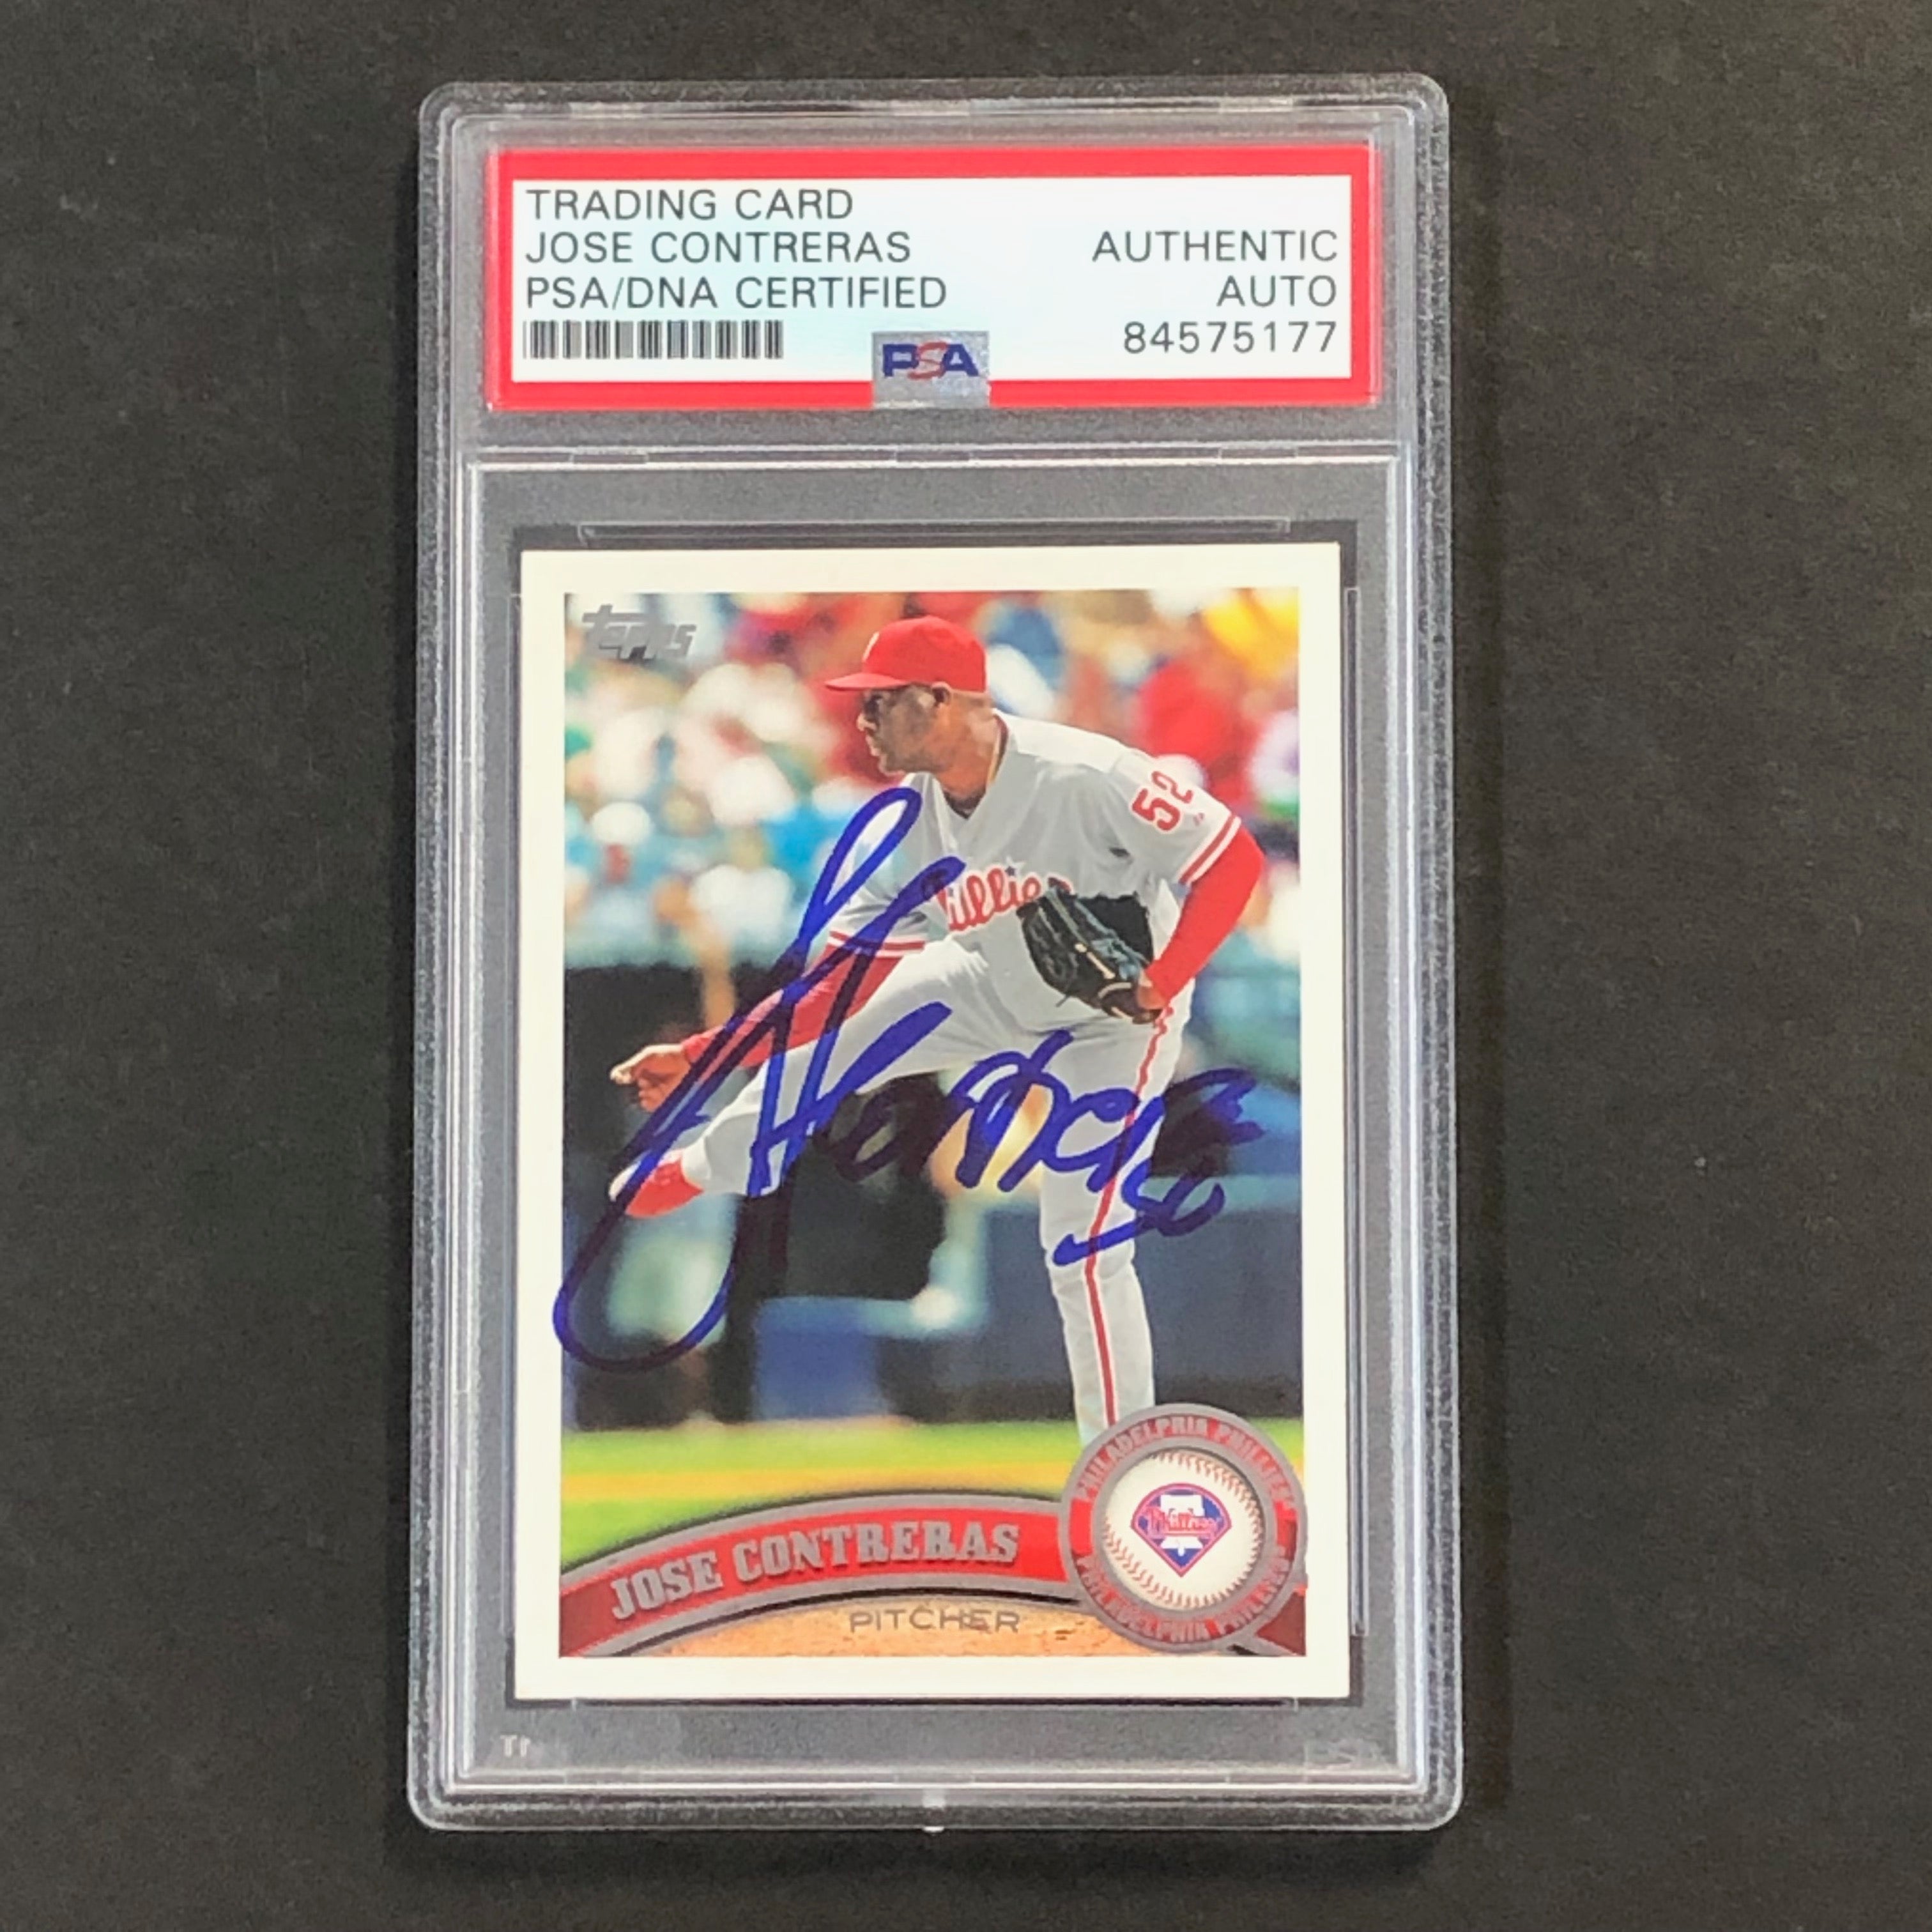 TRADING CARD
JOSE CONTRERAS
PSA/DNA CERTIFIED
AUTHENTIC
AUTO
84575177
PSA
topps
52
Phillies
PHILADELPHIA PHILLIES
Phillies
PHILADELPHIA PHILLIES
JOSE CONTRERAS
PITCHER